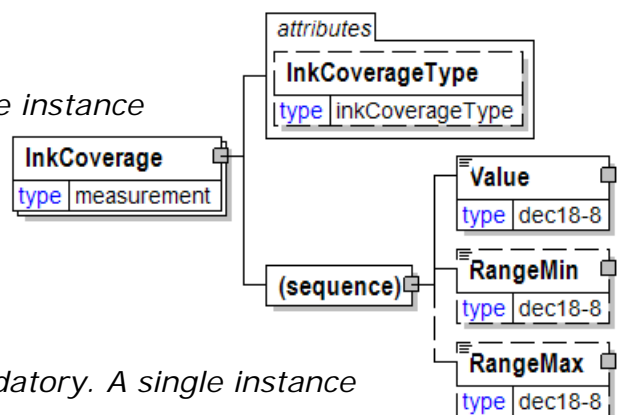 attributes
InkCoverageType
type inkCoverageType
instance
InkCoverage
type measurement
Value
type dec18-8
(sequence)
RangeMin
type dec18-8
RangeMax
type dec18-8
A single instance